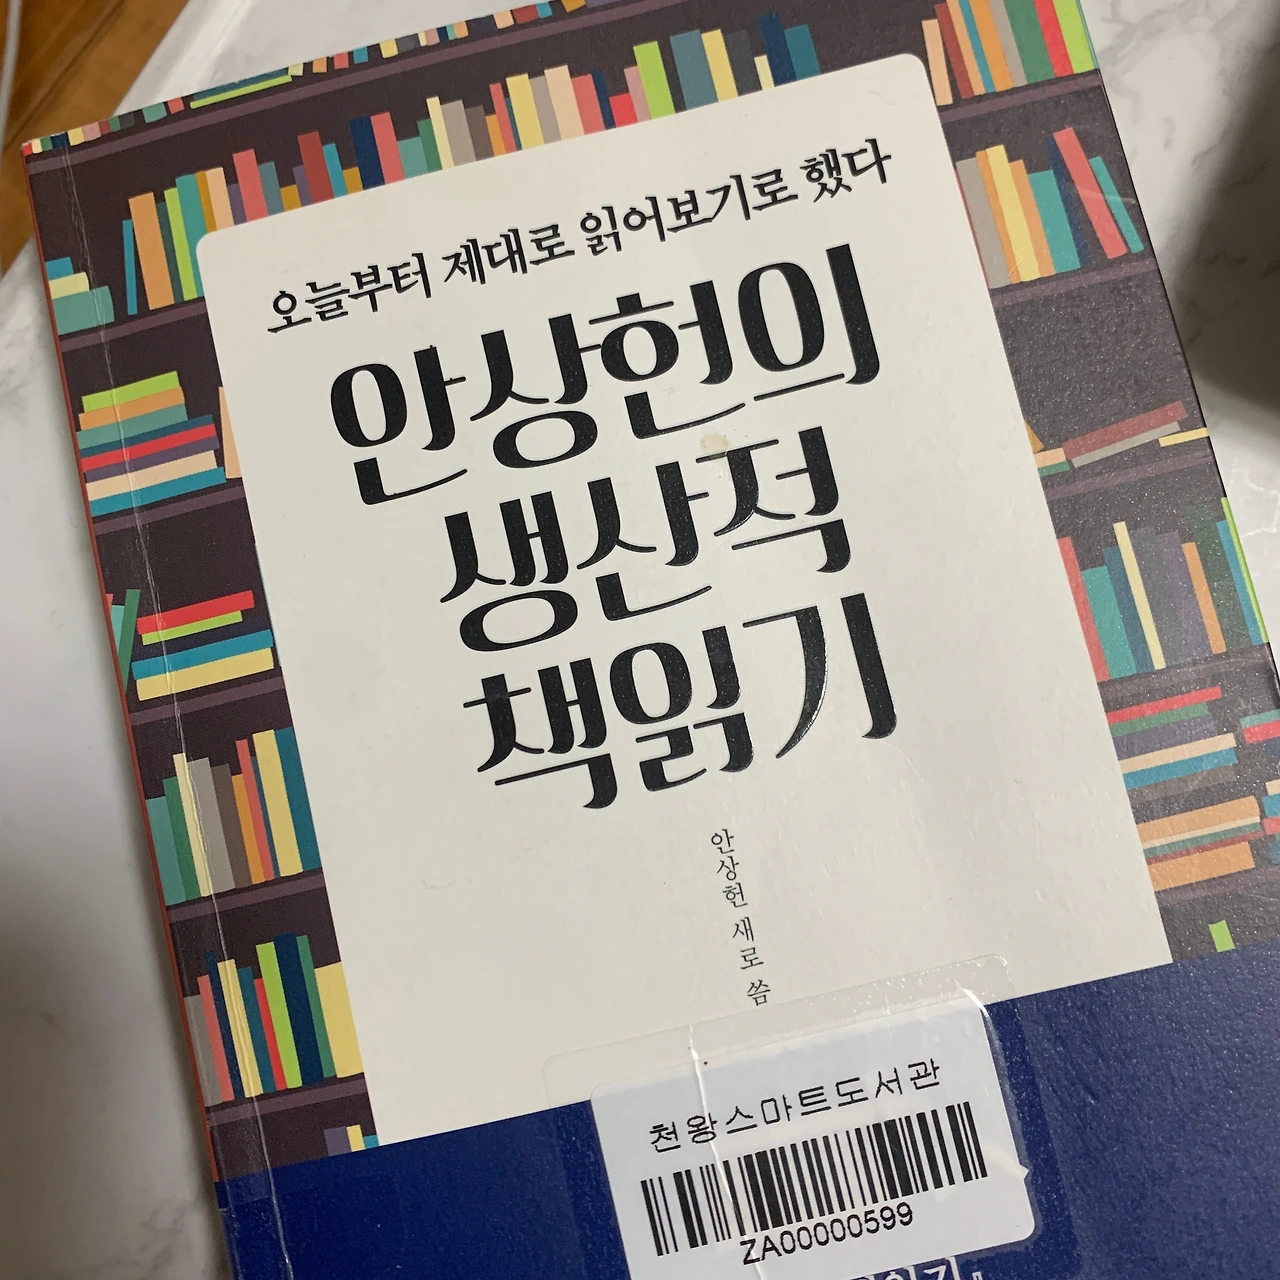 오늘부터 제대로 읽어보기로 했다
안상헌의
생산적
책읽기
안상헌 새로 씀
천왕스마트도서관
ZA00000599